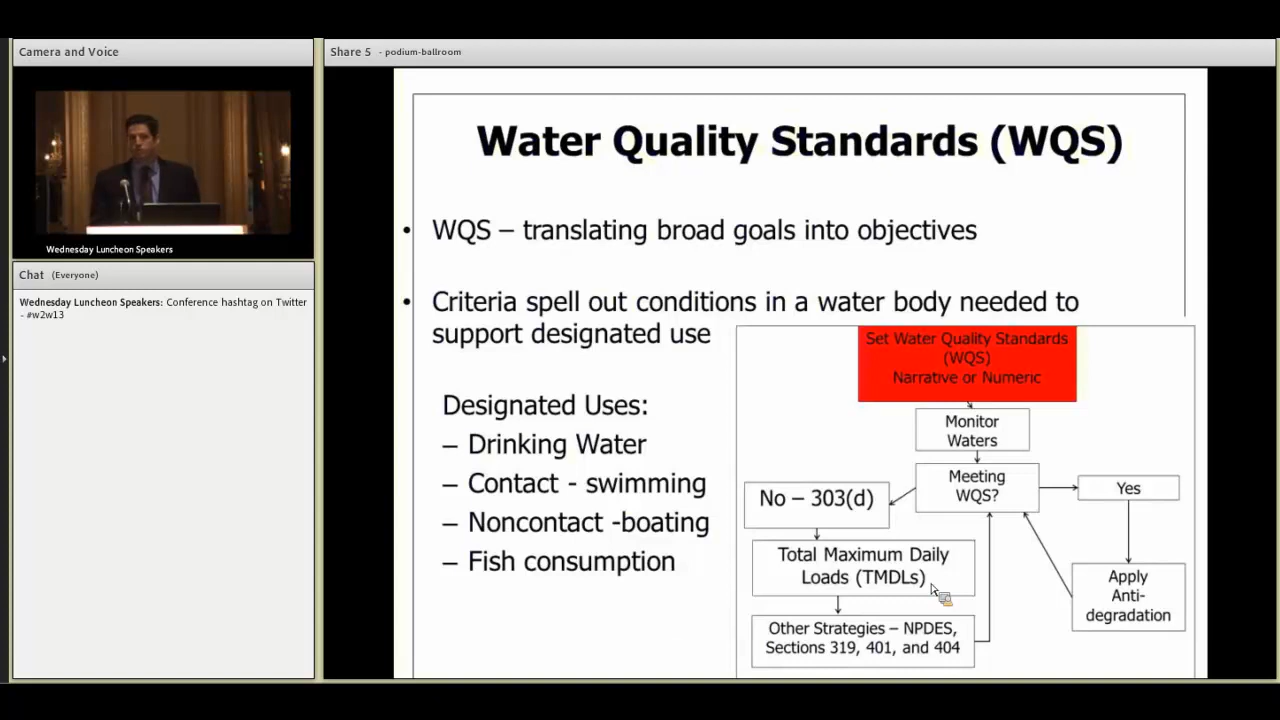 Camera and Voice
Wednesday Luncheon Speakers
Chat (Everyone)
Wednesday Luncheon Speakers: Conference hashtag on Twitter
- #w2w13
Share 5 - podium-ballroom
Water Quality Standards (WQS)
• WQS – translating broad goals into objectives
• Criteria spell out conditions in a water body needed to
support designated use
Designated Uses:
– Drinking Water
– Contact - swimming
– Noncontact -boating
– Fish consumption
Set Water Quality Standards
(WQS)
Narrative or Numeric
Monitor
Waters
Meeting
WQS?
Yes
No – 303(d)
Total Maximum Daily
Loads (TMDLs)
Apply
Anti-
degradation
Other Strategies – NPDES,
Sections 319, 401, and 404